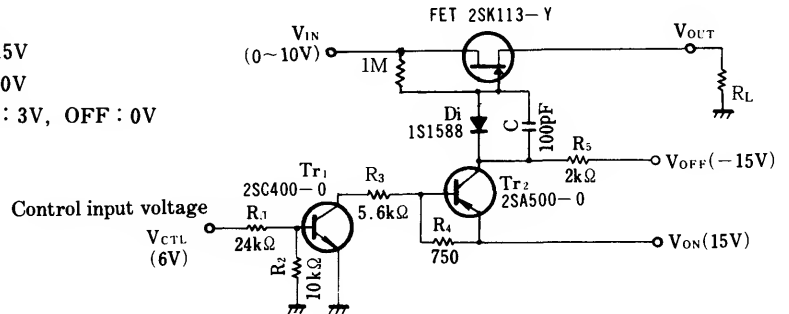 FET 2SK113-Y
VIN
(0~10V)
VOUT
5V
0V
: 3V, OFF : 0V
1M
RL
Di
1S1588
C
100pF
R5
2kΩ
VOFF(-15V)
Tr1
2SC400-0
R3
5.6kΩ
Tr2
2SA500-0
Control input voltage
VCTL
(6V)
R1
24kΩ
R2
10kΩ
R4
750
VON(15V)